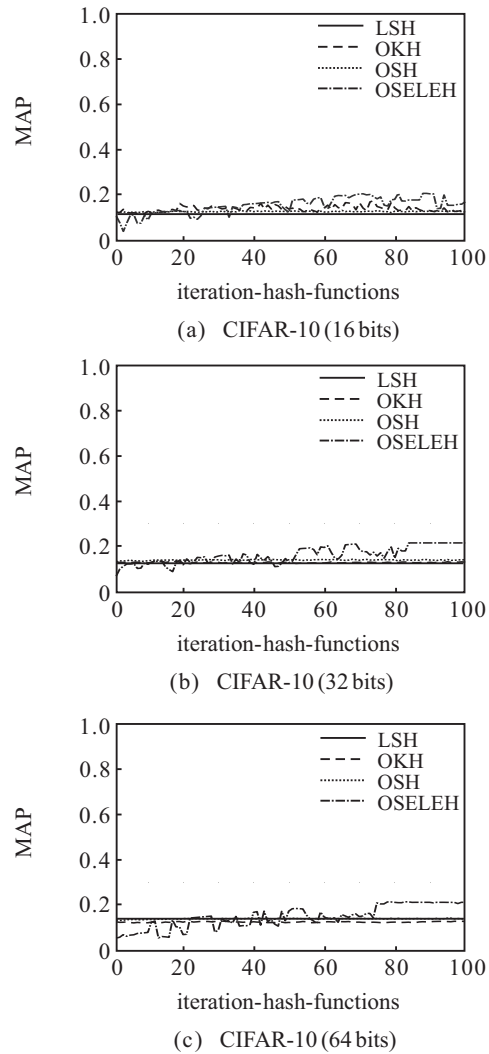 1.0
0.8
0.6
0.4
0.2
0
MAP
LSH
OKH
OSH
OSELEH
0 20 40 60 80 100
iteration-hash-functions
(a) CIFAR-10 (16 bits)
1.0
0.8
0.6
0.4
0.2
0
MAP
LSH
OKH
OSH
OSELEH
0 20 40 60 80 100
iteration-hash-functions
(b) CIFAR-10 (32 bits)
1.0
0.8
0.6
0.4
0.2
0
MAP
LSH
OKH
OSH
OSELEH
0 20 40 60 80 100
iteration-hash-functions
(c) CIFAR-10 (64 bits)